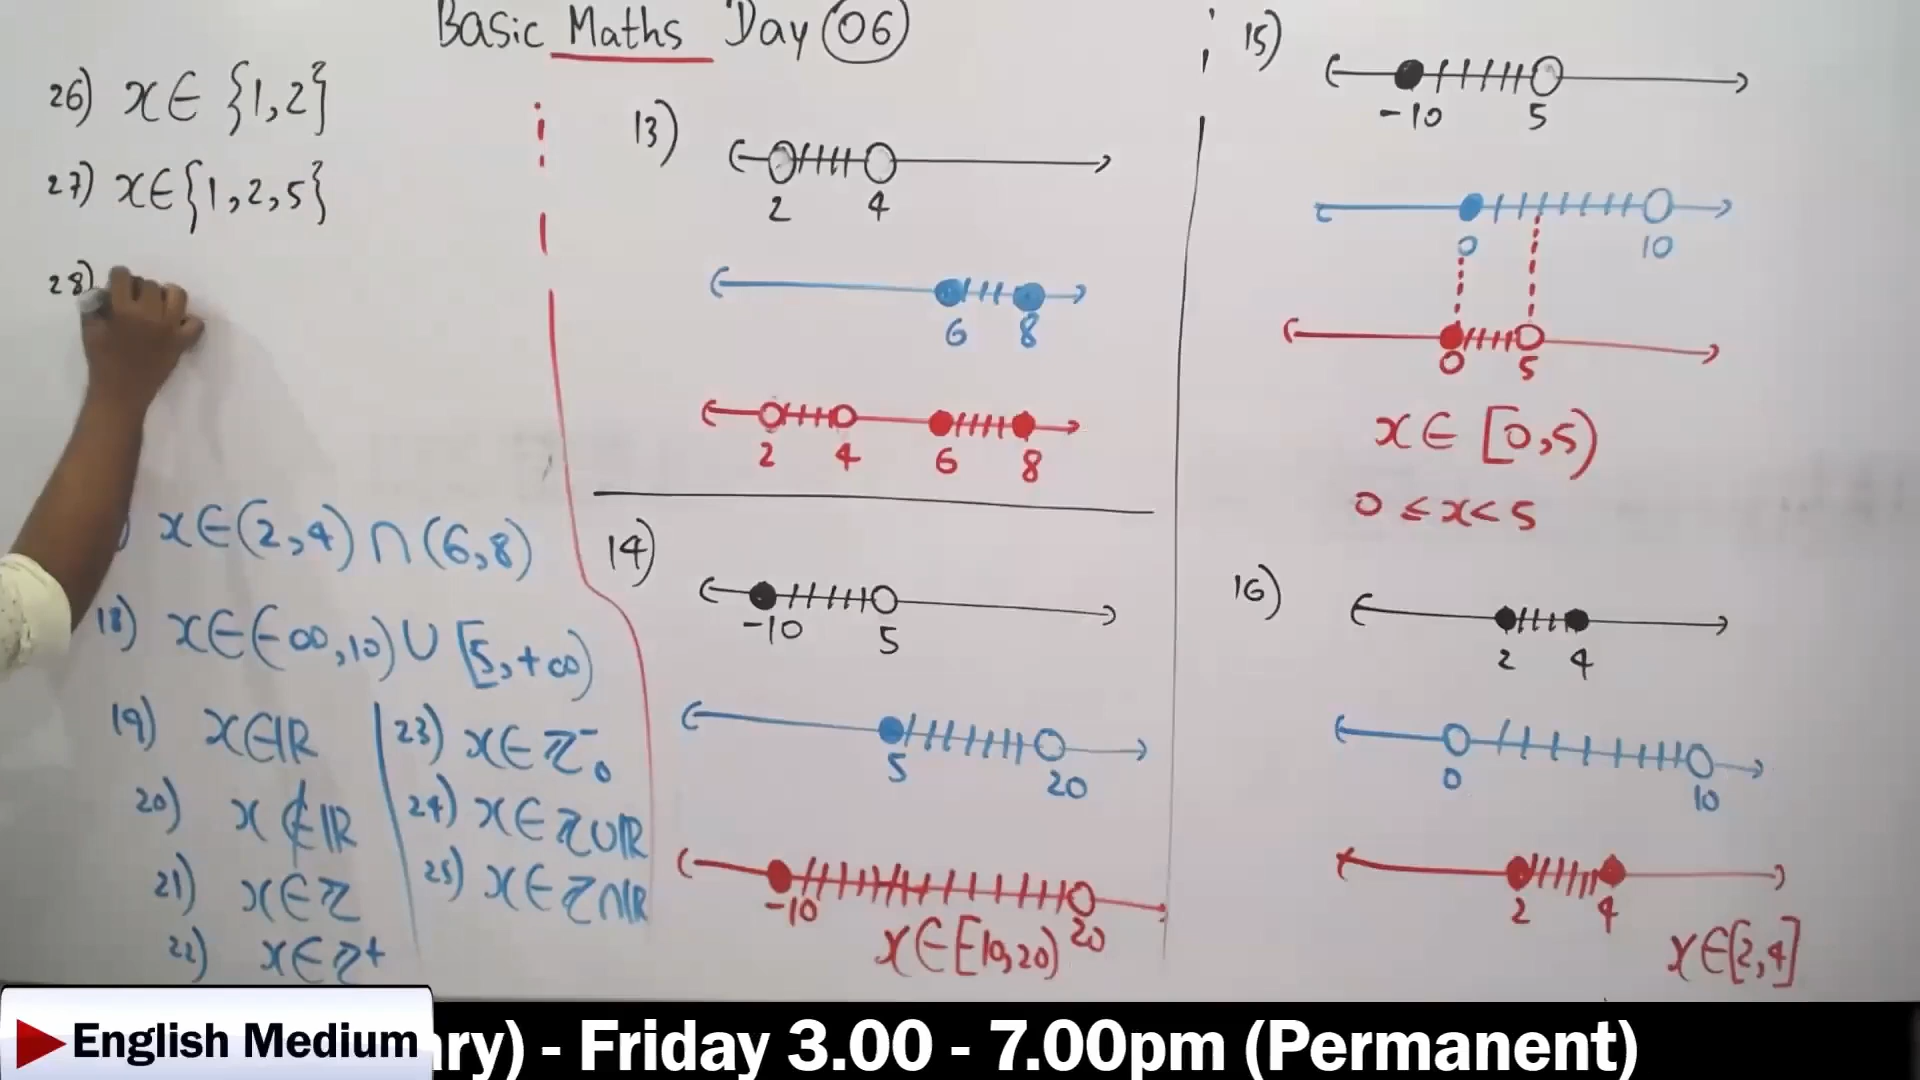 Basic Maths Day 06
26) x∈ {1,2}
27) x∈{1,2,5}
28)
x∈(2,4)∩(6,8)
18) x∈(-∞,10)∪[5,+∞)
19) x∈ℝ
20) x∉ℝ
21) x∈ℤ
22) x∈ℤ+
23) x∈ℤ⁻₀
24) x∈ℤ∪ℝ
25) x∈ℤ∩ℝ
13)
2 4
6 8
2 4 6 8
14)
-10 5
5 20
-10 20
x∈[-10,20)
15)
-10 5
0 10
0 5
x∈ [0,5)
0 ≤ x < 5
16)
2 4
0 10
2 4
x∈[2,4]
English Medium
ary) - Friday 3.00 - 7.00pm (Permanent)